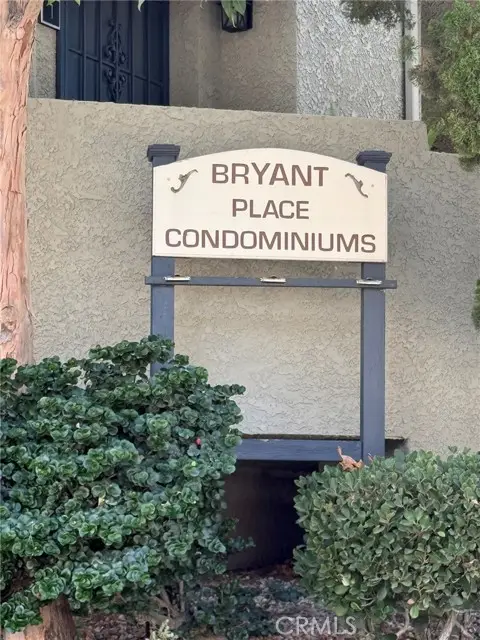 BRYANT
PLACE
CONDOMINIUMS
CRMLS